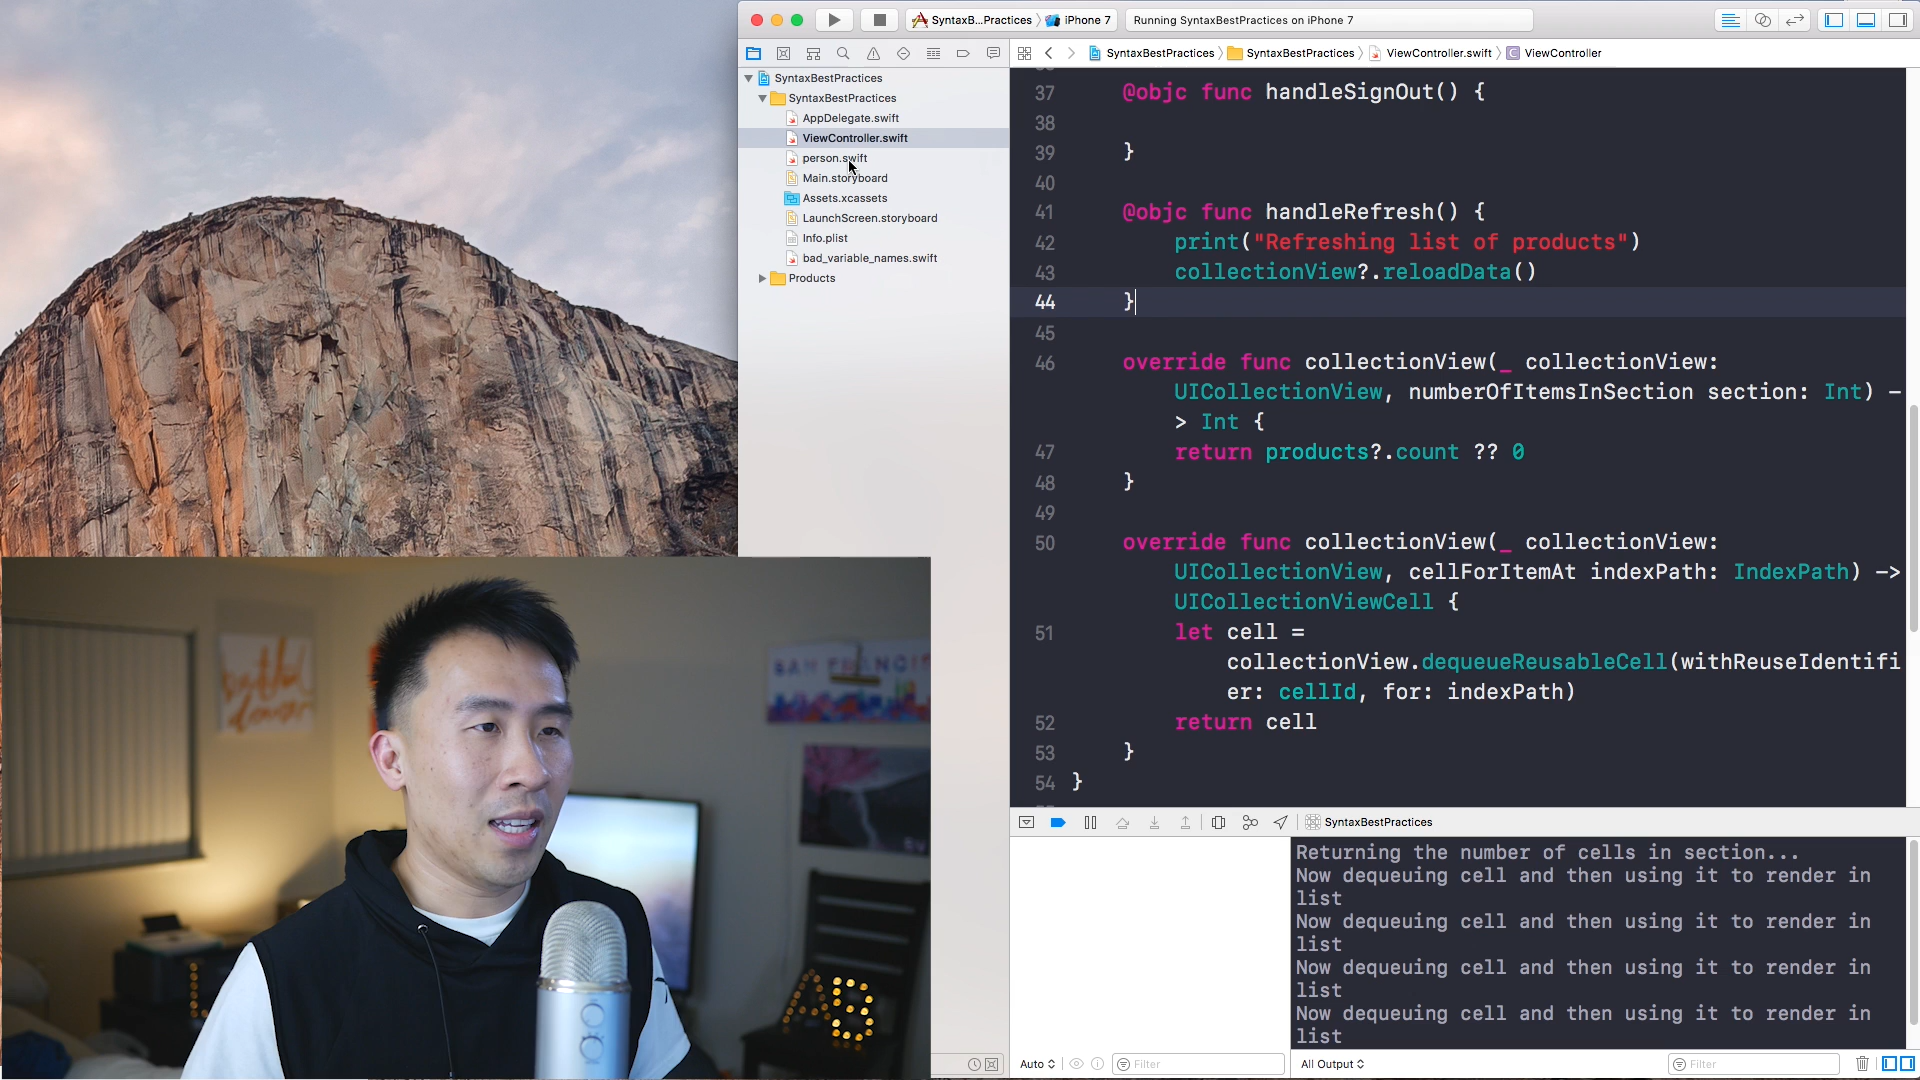 SyntaxB...Practices
iPhone 7
Running SyntaxBestPractices on iPhone 7
SyntaxBestPractices
SyntaxBestPractices
ViewController.swift
ViewController
SyntaxBestPractices
SyntaxBestPractices
AppDelegate.swift
ViewController.swift
person.swift
Main.storyboard
Assets.xcassets
LaunchScreen.storyboard
Info.plist
bad_variable_names.swift
Products
37 @objc func handleSignOut() {
38
39 }
40
41 @objc func handleRefresh() {
42 print("Refreshing list of products")
43 collectionView?.reloadData()
44 }
45
46 override func collectionView(_ collectionView:
UICollectionView, numberOfItemsInSection section: Int) –
> Int {
47 return products?.count ?? 0
48 }
49
50 override func collectionView(_ collectionView:
UICollectionView, cellForItemAt indexPath: IndexPath) –>
UICollectionViewCell {
51 let cell =
collectionView.dequeueReusableCell(withReuseIdentifi
er: cellId, for: indexPath)
52 return cell
53 }
54 }
SyntaxBestPractices
Returning the number of cells in section...
Now dequeuing cell and then using it to render in
list
Now dequeuing cell and then using it to render in
list
Now dequeuing cell and then using it to render in
list
Now dequeuing cell and then using it to render in
list
Auto
Filter
All Output
Filter
SAN FRANCIS
AB